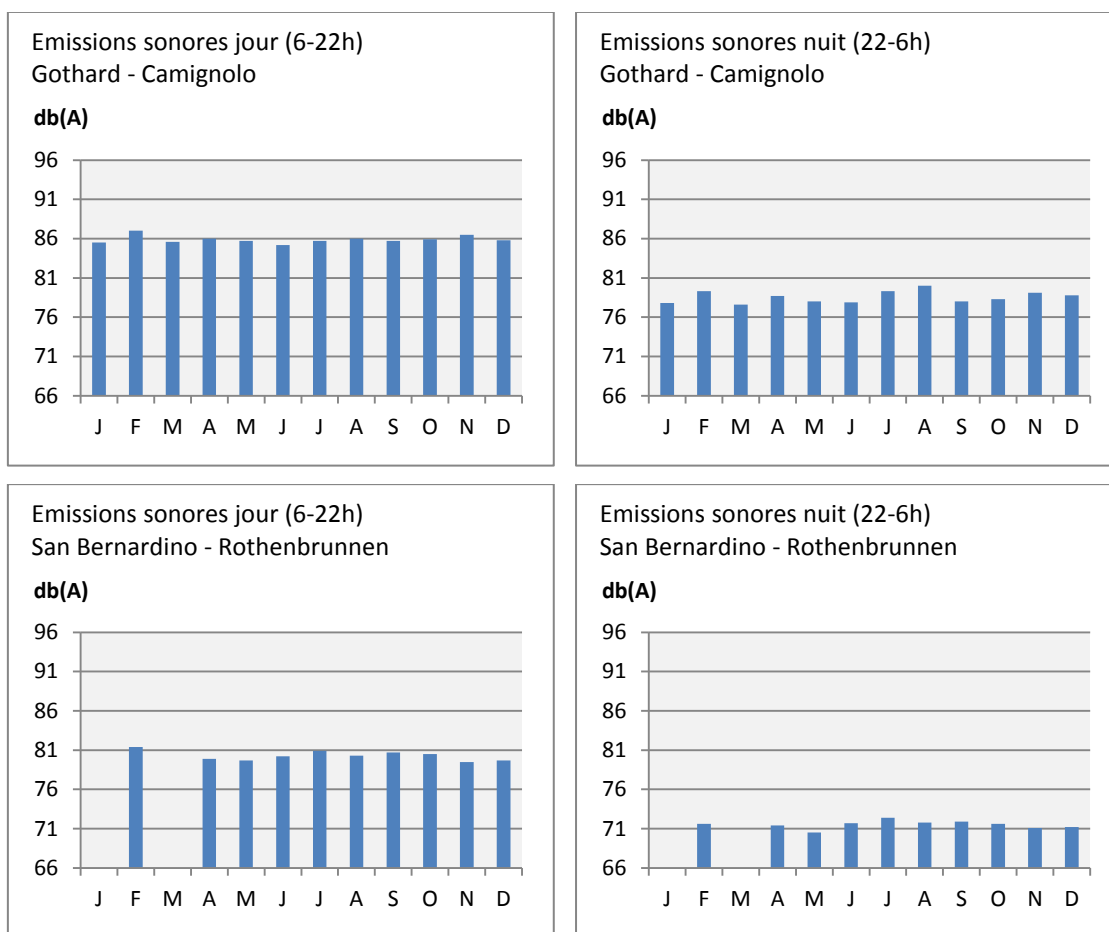 Emissions sonores jour (6-22h)
Gothard - Camignolo
db(A)
96
91
86
81
76
71
66
J F M A M J J A S O N D
Emissions sonores nuit (22-6h)
Gothard - Camignolo
db(A)
96
91
86
81
76
71
66
J F M A M J J A S O N D
Emissions sonores jour (6-22h)
San Bernardino - Rothenbrunnen
db(A)
96
91
86
81
76
71
66
J F M A M J J A S O N D
Emissions sonores nuit (22-6h)
San Bernardino - Rothenbrunnen
db(A)
96
91
86
81
76
71
66
J F M A M J J A S O N D